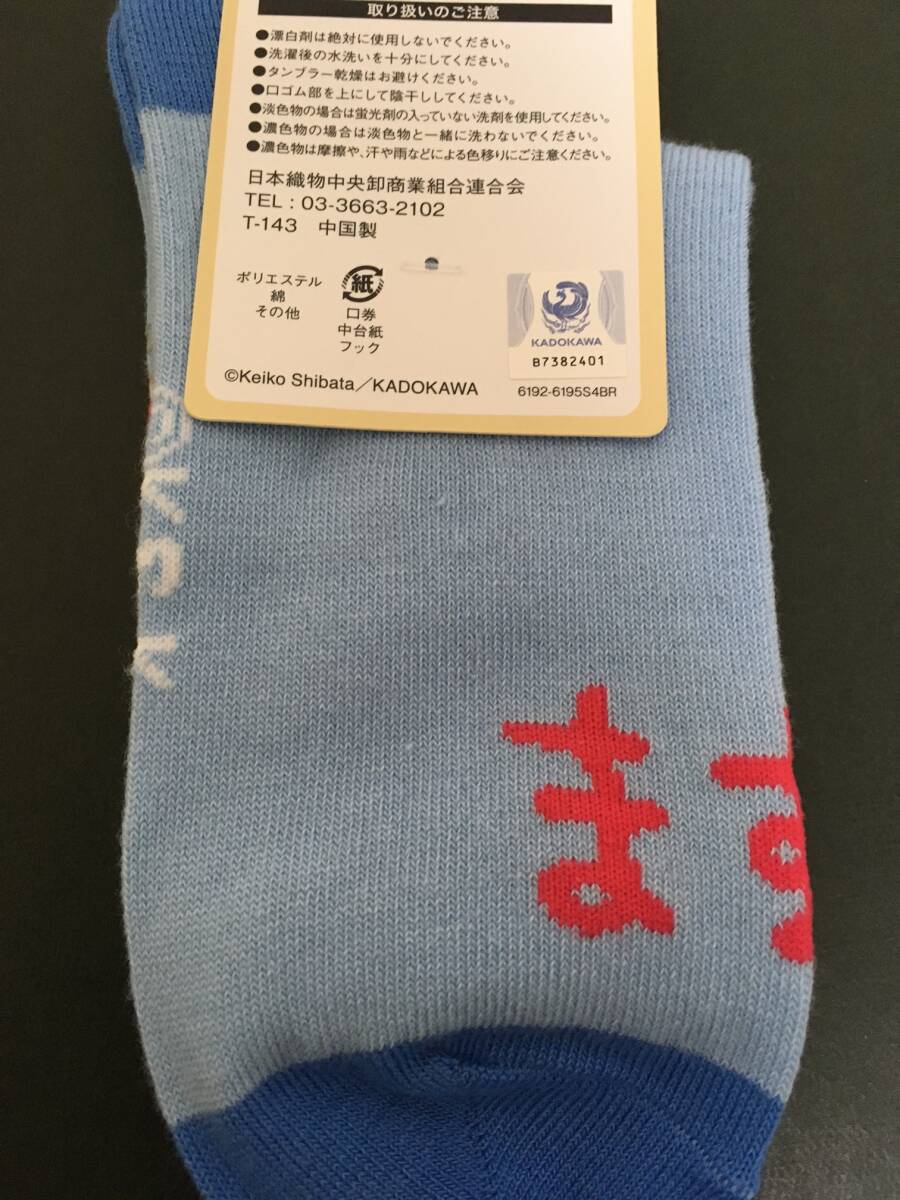 取り扱いのご注意
●漂白剤は絶対に使用しないでください。
●洗濯後の水洗いを十分にしてください。
●タンブラー乾燥はお避けください。
●口ゴム部を上にして陰干ししてください。
●淡色物の場合は蛍光剤の入っていない洗剤を使用してください。
●濃色物の場合は淡色物と一緒に洗わないでください。
●濃色物は摩擦や、汗や雨などによる色移りにご注意ください。
日本織物中央卸商業組合連合会
TEL : 03-3663-2102
T-143 中国製
ポリエステル
綿
その他
紙
口券
中台紙
フック
KADOKAWA
B7382401
©Keiko Shibata／KADOKAWA
6192-6195S4BR
©K.S/K
ます